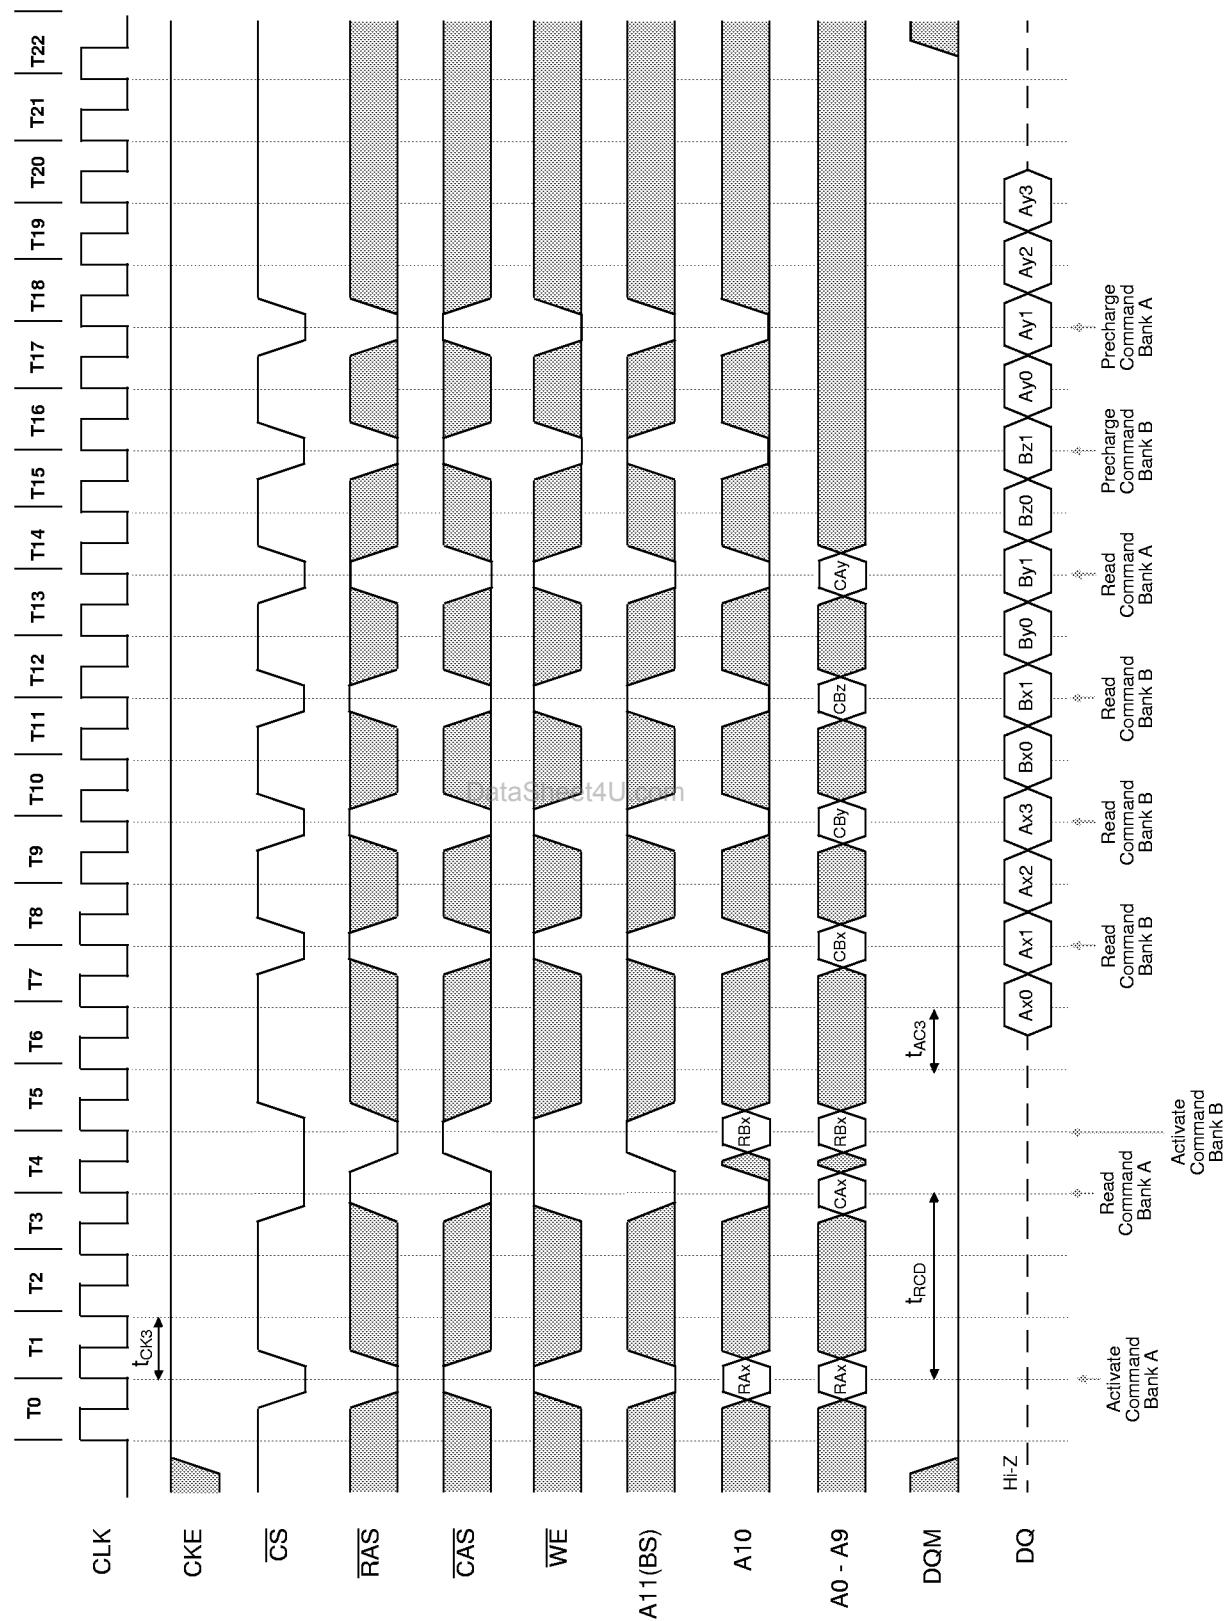 T0 T1 T2 T3 T4 T5 T6 T7 T8 T9 T10 T11 T12 T13 T14 T15 T16 T17 T18 T19 T20 T21 T22
CLK
tCK3
CKE
CS
RAS
CAS
WE
DataSheet4U.com
A11(BS)
A10 RAx RBx
A0 - A9 RAx CAx RBx CBx CBy CBz CAy
DQM tRCD tAC3
DQ Hi-Z Ax0 Ax1 Ax2 Ax3 Bx0 Bx1 By0 By1 Bz0 Bz1 Ay0 Ay1 Ay2 Ay3
Activate
Command
Bank A
Read
Command
Bank A
Activate
Command
Bank B
Read
Command
Bank B
Read
Command
Bank B
Read
Command
Bank B
Read
Command
Bank A
Precharge
Command
Bank B
Precharge
Command
Bank A